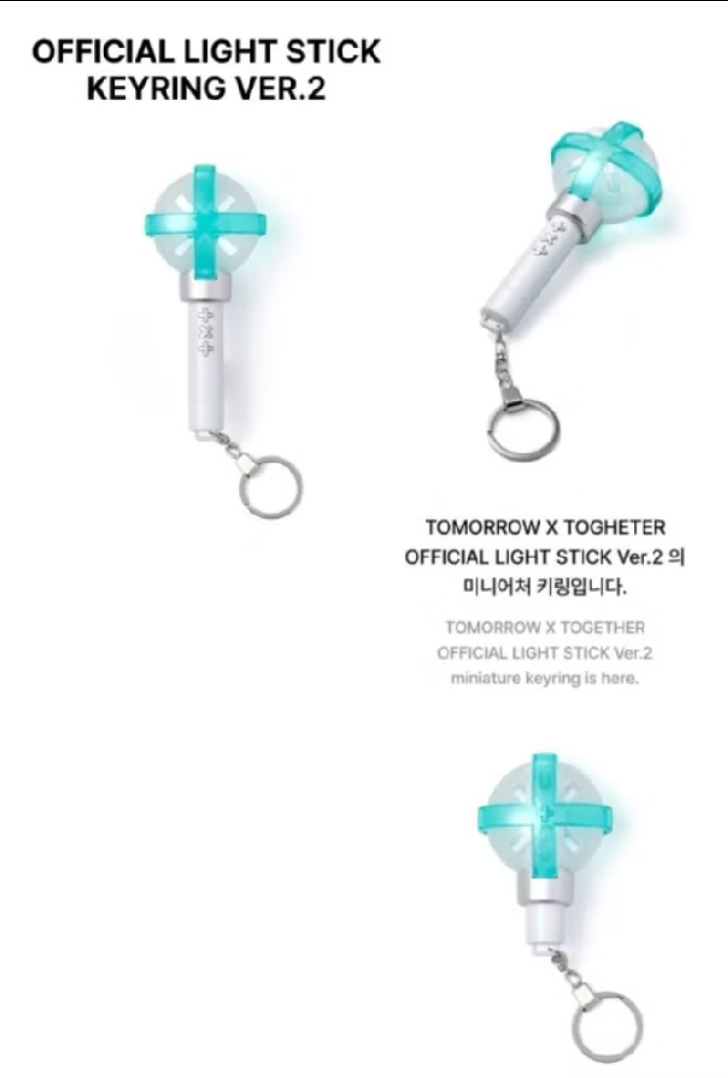 OFFICIAL LIGHT STICK
KEYRING VER.2
TOMORROW X TOGHETER
OFFICIAL LIGHT STICK Ver.2 의
미니어처 키링입니다.
TOMORROW X TOGETHER
OFFICIAL LIGHT STICK Ver.2
miniature keyring is here.